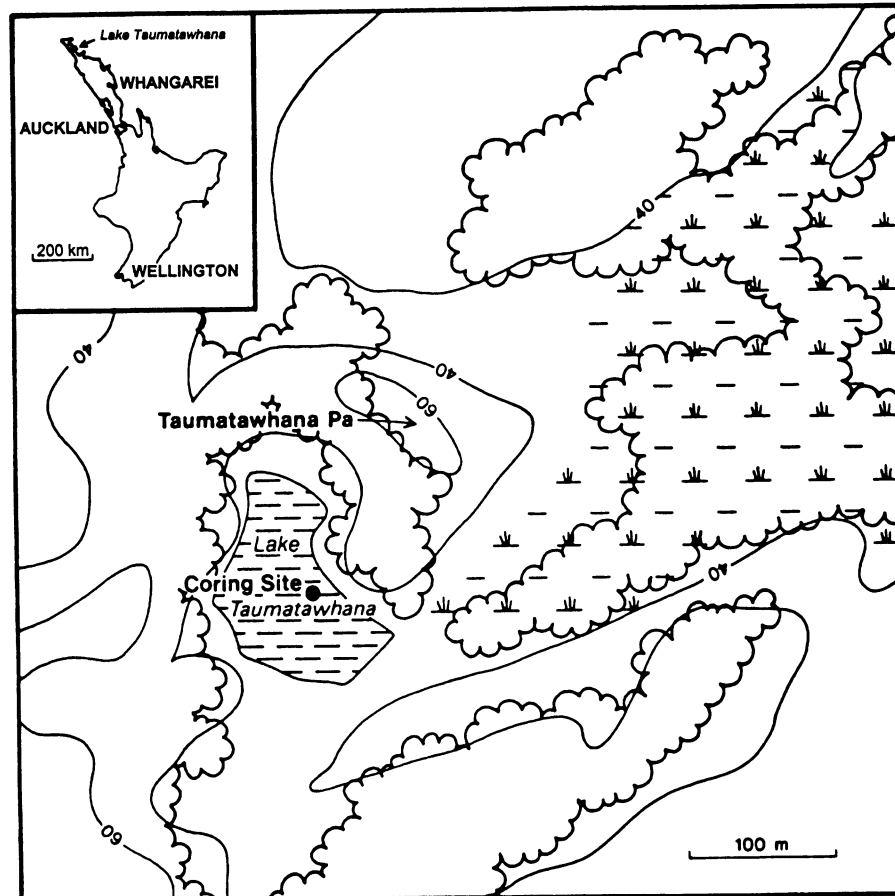 Lake Taumatawhana
WHANGAREI
AUCKLAND
200 km
WELLINGTON
40
40
40
60
Taumatawhana Pa
Lake
Coring Site
Taumatawhana
40
60
100 m